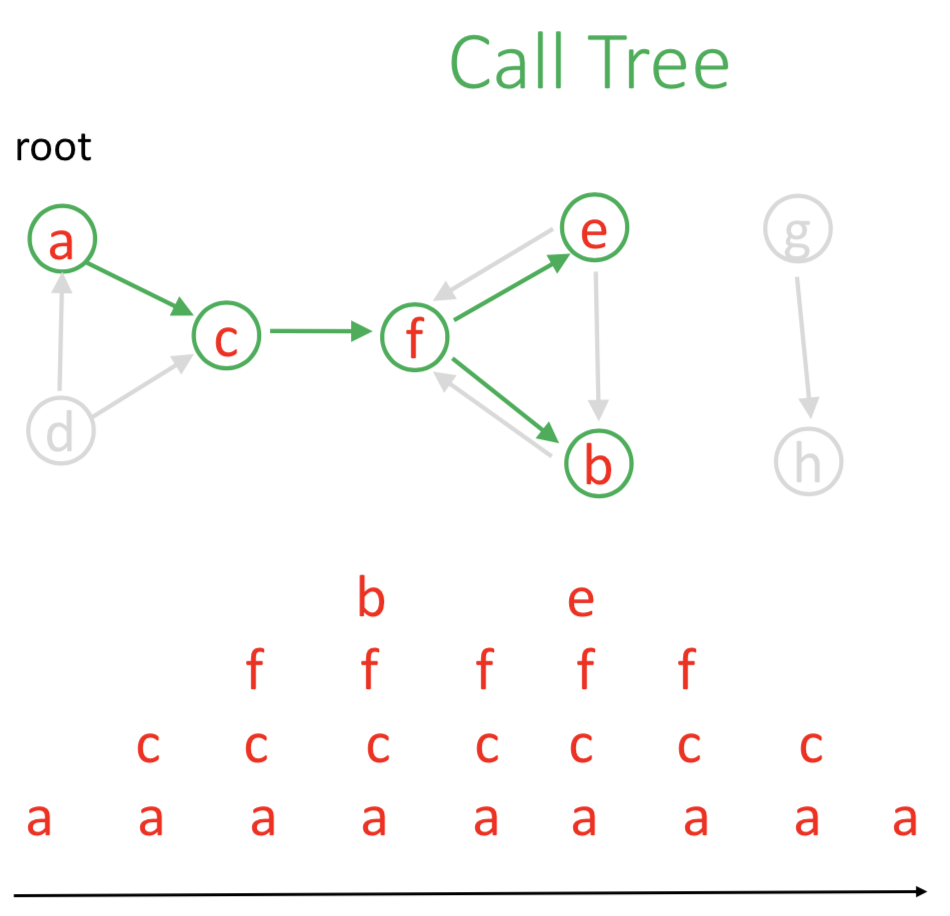 Call Tree
root
a e g
c f
d b h
b e
f f f f f
c c c c c c c
a a a a a a a a a